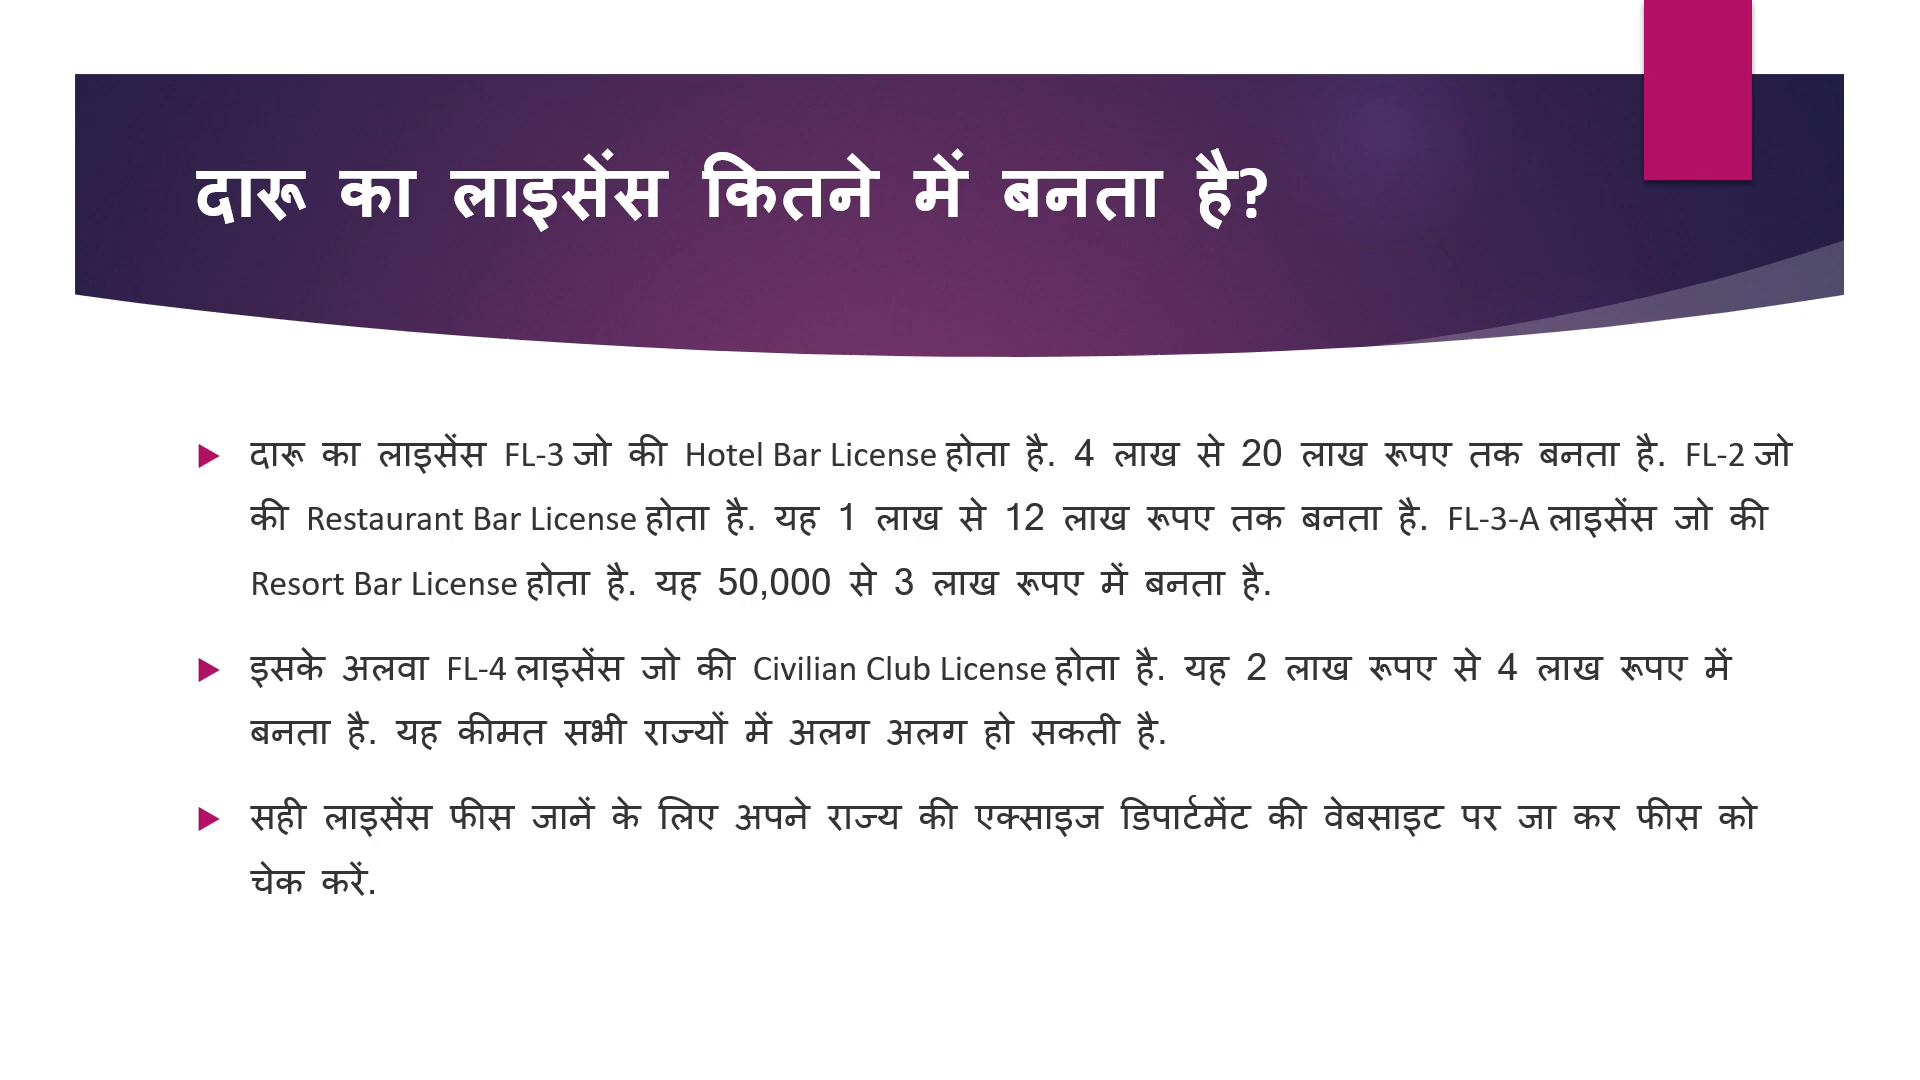 दारू का लाइसेंस कितने में बनता है?
दारू का लाइसेंस FL-3 जो की Hotel Bar License होता है. 4 लाख से 20 लाख रूपए तक बनता है. FL-2 जो
की Restaurant Bar License होता है. यह 1 लाख से 12 लाख रूपए तक बनता है. FL-3-A लाइसेंस जो की
Resort Bar License होता है. यह 50,000 से 3 लाख रूपए में बनता है.
इसके अलवा FL-4 लाइसेंस जो की Civilian Club License होता है. यह 2 लाख रूपए से 4 लाख रूपए में
बनता है. यह कीमत सभी राज्यों में अलग अलग हो सकती है.
सही लाइसेंस फीस जानें के लिए अपने राज्य की एक्साइज डिपार्टमेंट की वेबसाइट पर जा कर फीस को
चेक करें.